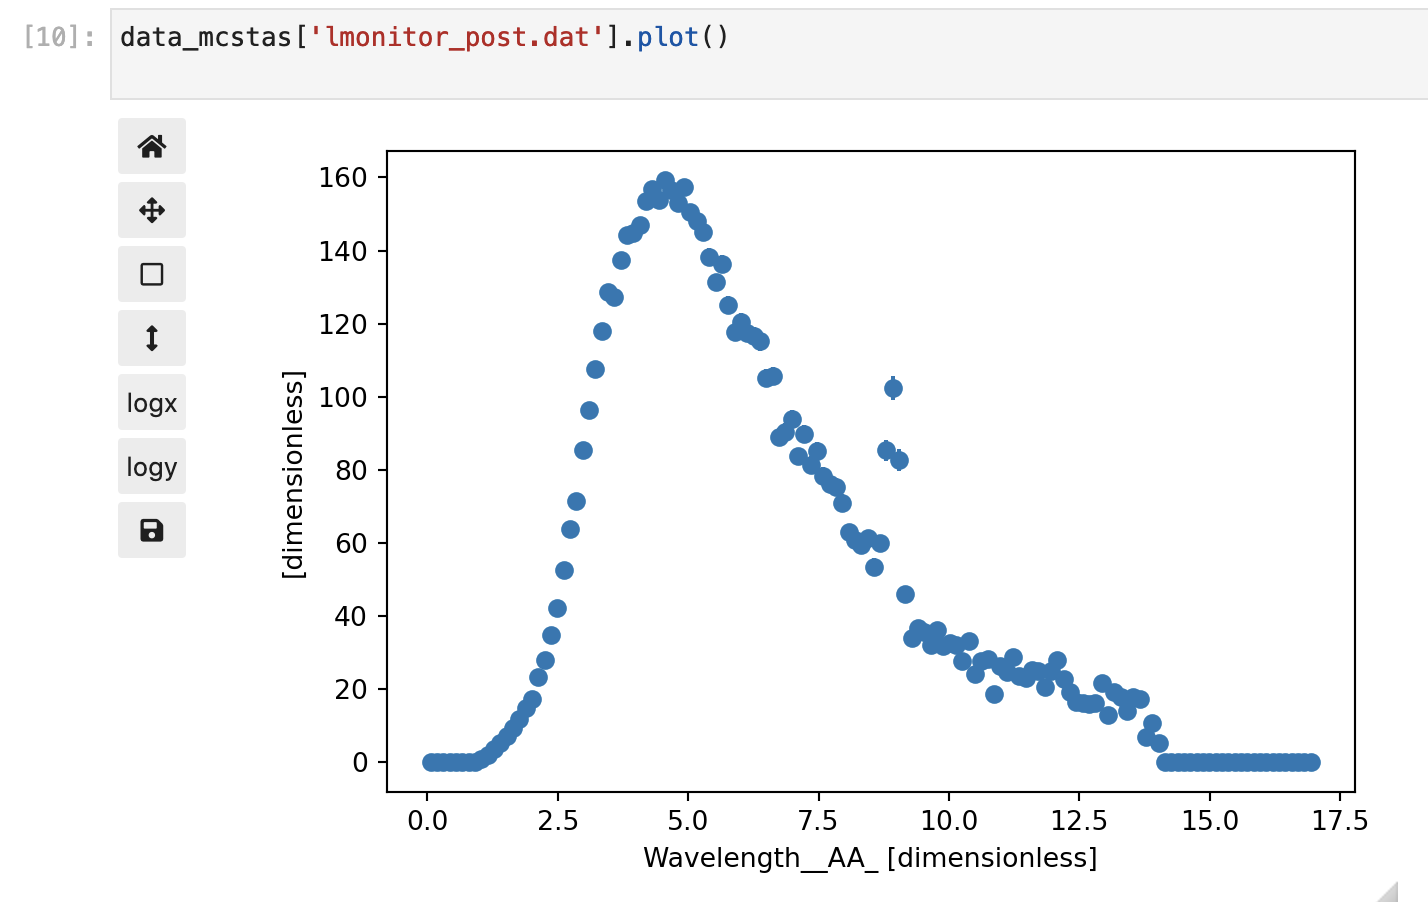 [10]: data_mcstas['lmonitor_post.dat'].plot()
logx
logy
160
140
120
100
80
60
40
20
0
[dimensionless]
0.0 2.5 5.0 7.5 10.0 12.5 15.0 17.5
Wavelength__AA_ [dimensionless]